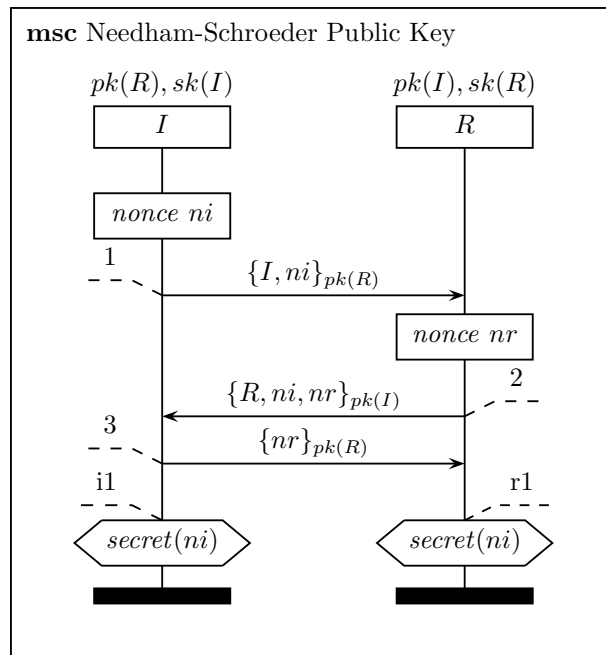 msc Needham-Schroeder Public Key
pk(R), sk(I)
pk(I), sk(R)
I
R
nonce ni
1
{I, ni}pk(R)
nonce nr
{R, ni, nr}pk(I)
2
3
{nr}pk(R)
i1
r1
secret(ni)
secret(ni)